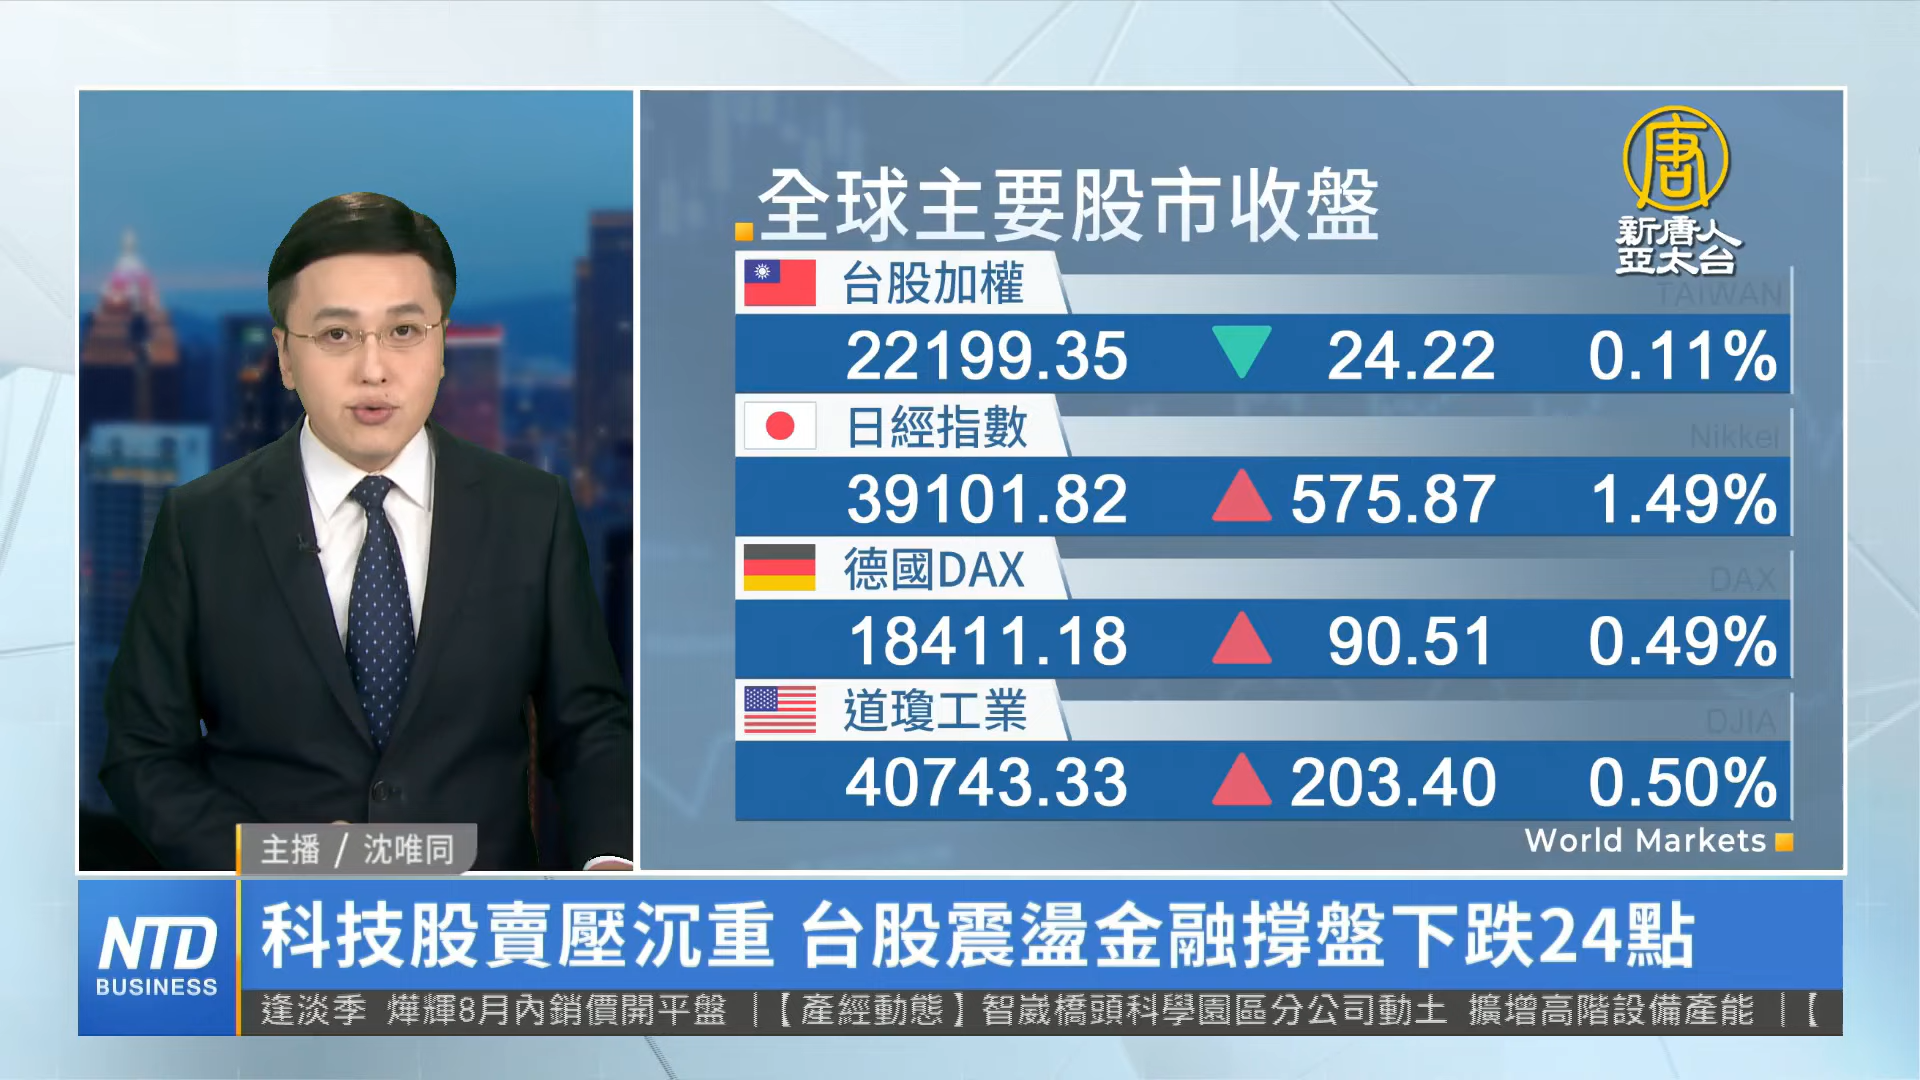 全球主要股市收盤
唐
新唐人
亞太台
台股加權
TAIWAN
22199.35 ▼ 24.22 0.11%
日經指數
Nikkei
39101.82 ▲ 575.87 1.49%
德國DAX
DAX
18411.18 ▲ 90.51 0.49%
道瓊工業
DJIA
40743.33 ▲ 203.40 0.50%
World Markets
主播 / 沈唯同
NTD
BUSINESS
科技股賣壓沉重 台股震盪金融撐盤下跌24點
逢淡季 燁輝8月內銷價開平盤 |【產經動態】智崴橋頭科學園區分公司動土 擴增高階設備產能 |【